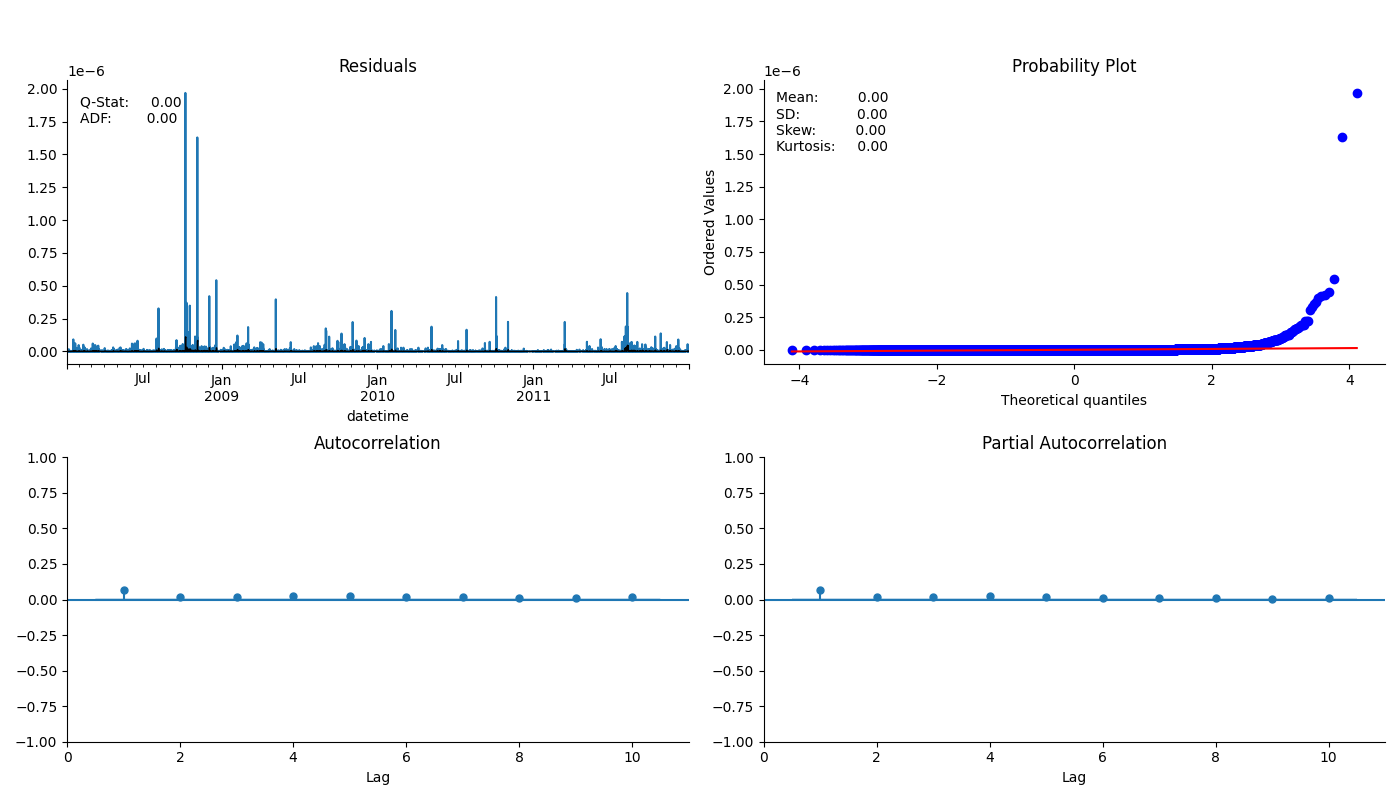 Residuals
1e−6
2.00
1.75
1.50
1.25
1.00
0.75
0.50
0.25
0.00
Q-Stat: 0.00
ADF: 0.00
Jul
Jan
2009
Jul
Jan
2010
Jul
Jan
2011
Jul
datetime
Probability Plot
1e−6
2.00
1.75
1.50
1.25
1.00
0.75
0.50
0.25
0.00
Ordered Values
Mean: 0.00
SD: 0.00
Skew: 0.00
Kurtosis: 0.00
−4 −2 0 2 4
Theoretical quantiles
Autocorrelation
1.00
0.75
0.50
0.25
0.00
−0.25
−0.50
−0.75
−1.00
0 2 4 6 8 10
Lag
Partial Autocorrelation
1.00
0.75
0.50
0.25
0.00
−0.25
−0.50
−0.75
−1.00
0 2 4 6 8 10
Lag